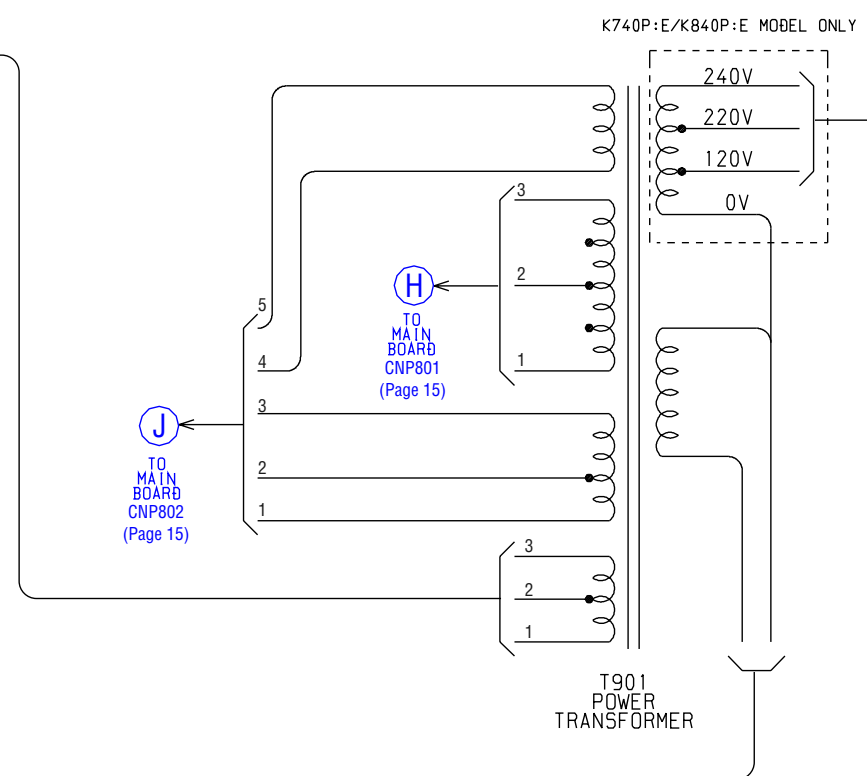 K740P:E/K840P:E MODEL ONLY
240V
220V
120V
0V
3
2
1
H
TO
MAIN
BOARD
CNP801
(Page 15)
5
4
3
2
1
J
TO
MAIN
BOARD
CNP802
(Page 15)
3
2
1
T901
POWER
TRANSFORMER